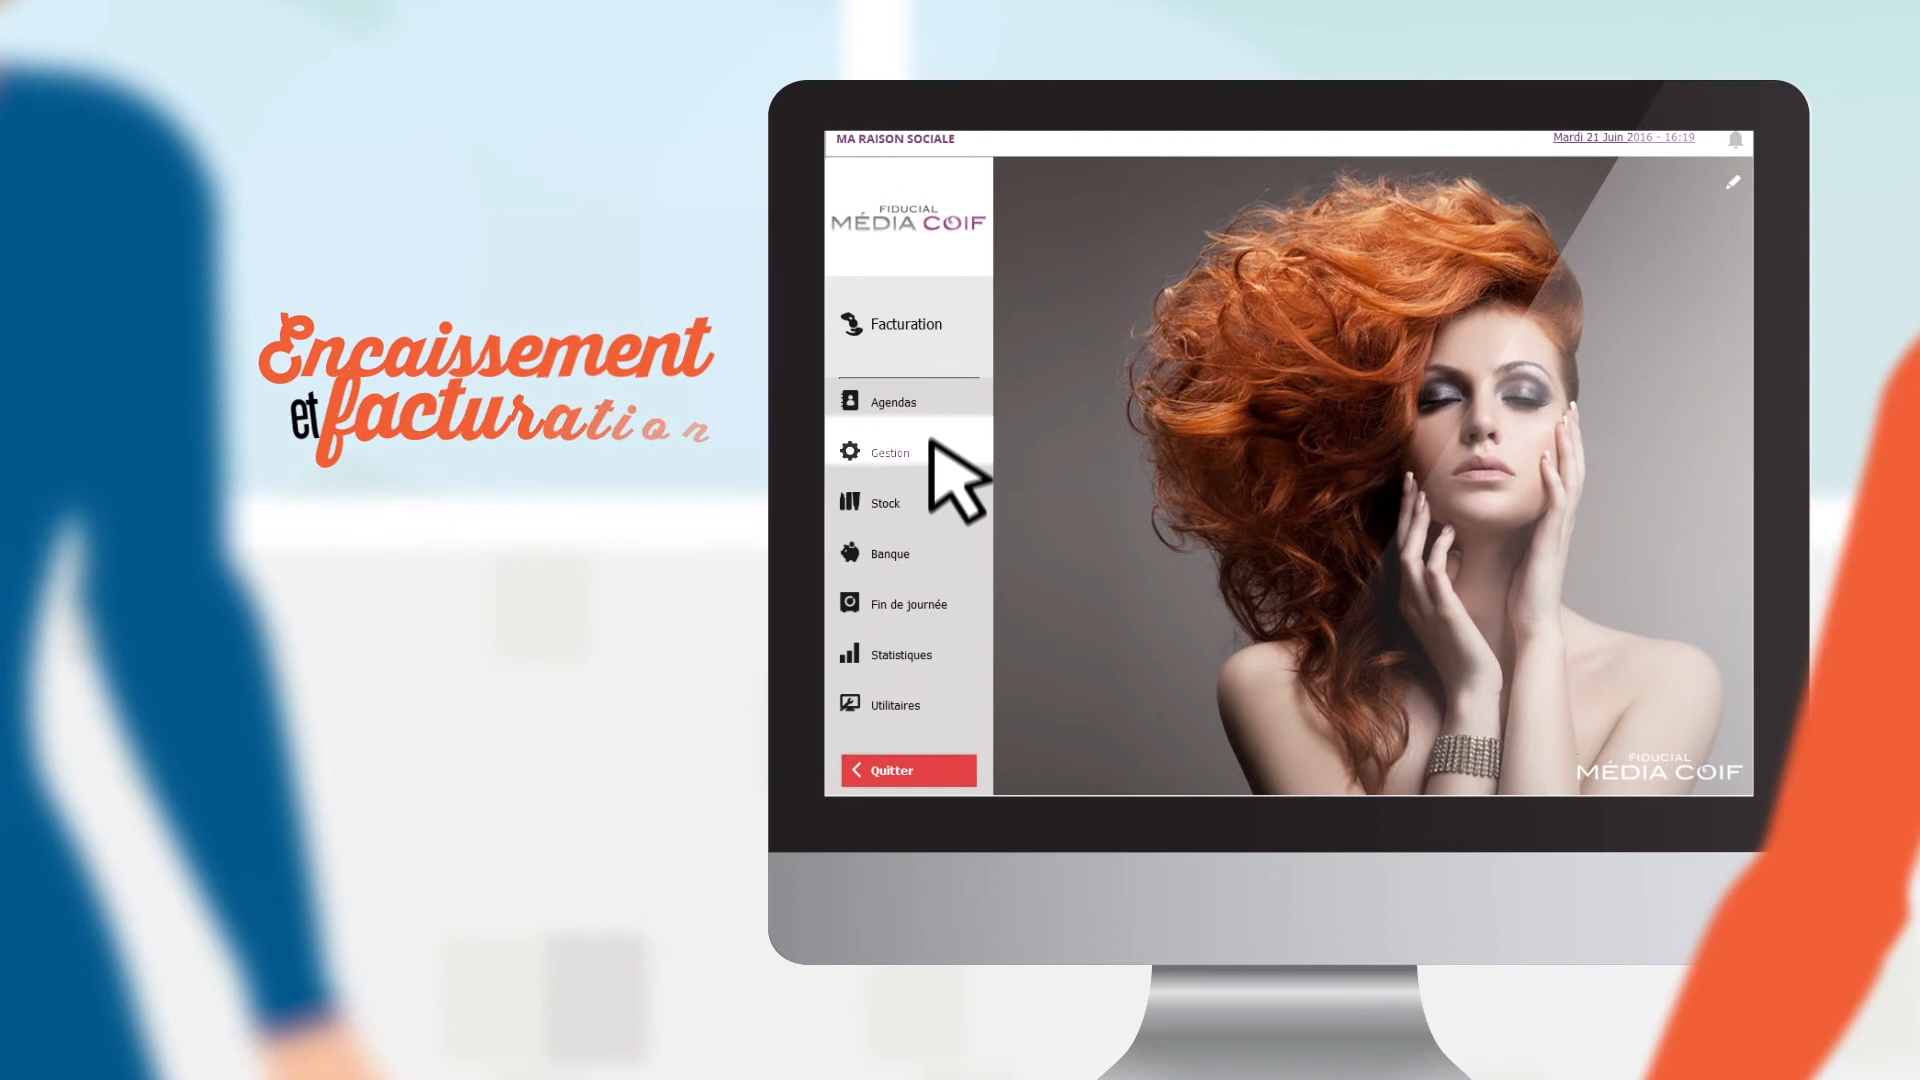 Encaissement
et facturation
MA RAISON SOCIALE
Mardi 21 Juin 2016 - 16:19
FIDUCIAL
MÉDIA COIF
Facturation
Agendas
Gestion
Stock
Banque
Fin de journée
Statistiques
Utilitaires
Quitter
FIDUCIAL
MÉDIA COIF